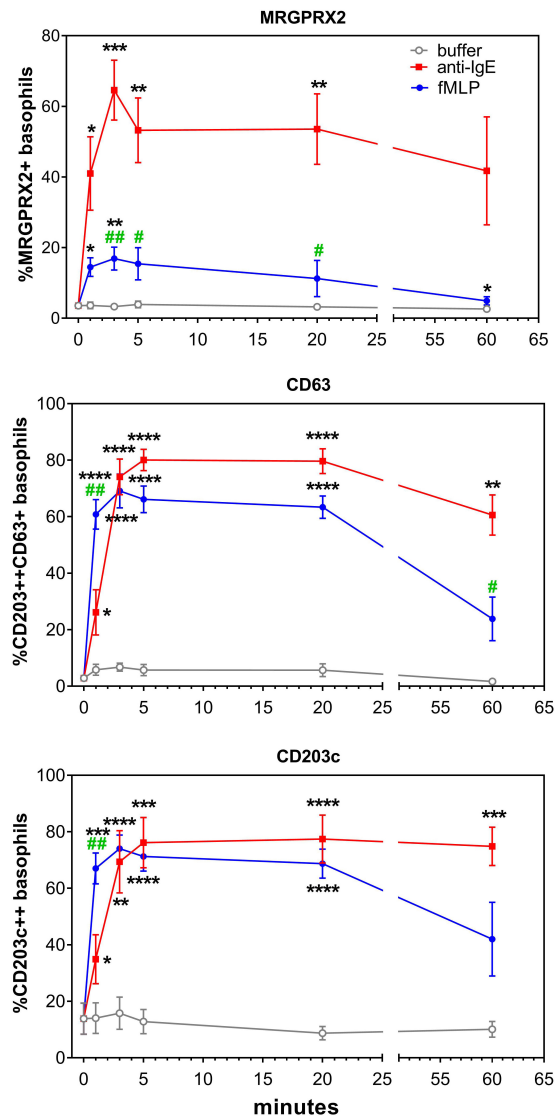 MRGPRX2
%MRGPRX2+ basophils
80
60
40
20
0
buffer
anti-IgE
fMLP
***
** **
*
**
## # #
* *
0 5 10 15 20 25 55 60 65
CD63
%CD203++CD63+ basophils
100
80
60
40
20
0
**** ****
****
**** **** **
## ****
****
*
#
0 5 10 15 20 25 55 60 65
CD203c
%CD203c++ basophils
100
80
60
40
20
0
*** **** ***
*** ****
##
**** ****
**
*
0 5 10 15 20 25 55 60 65
minutes